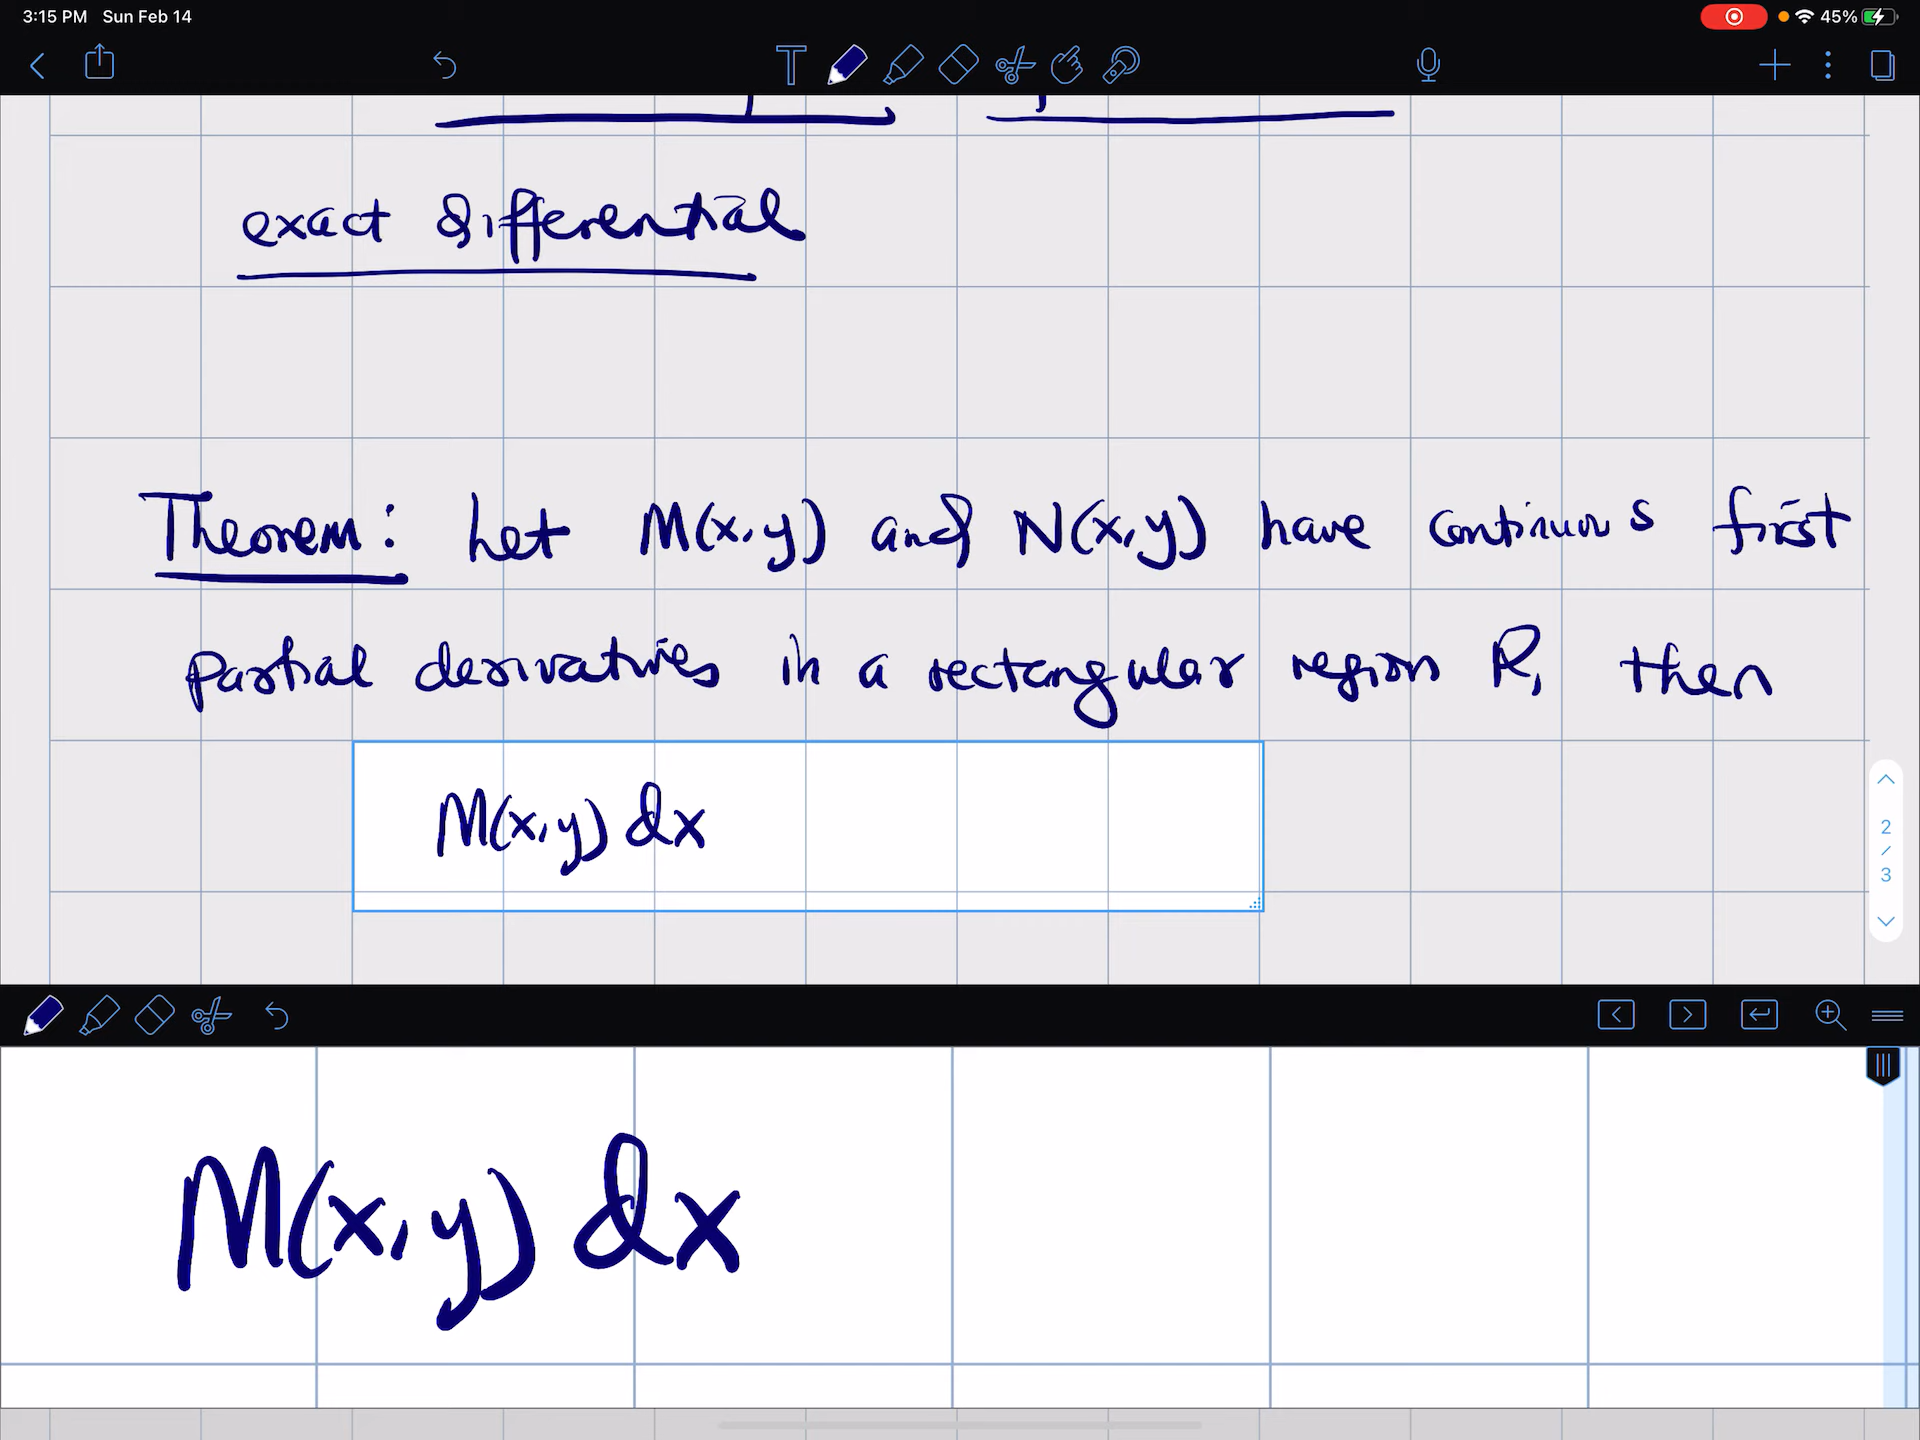 3:15 PM Sun Feb 14
45%
T
exact differential
Theorem: Let M(x,y) and N(x,y) have continuous first
partial derivatives in a rectangular region R, then
M(x,y) dx
2
/
3
M(x,y) dx